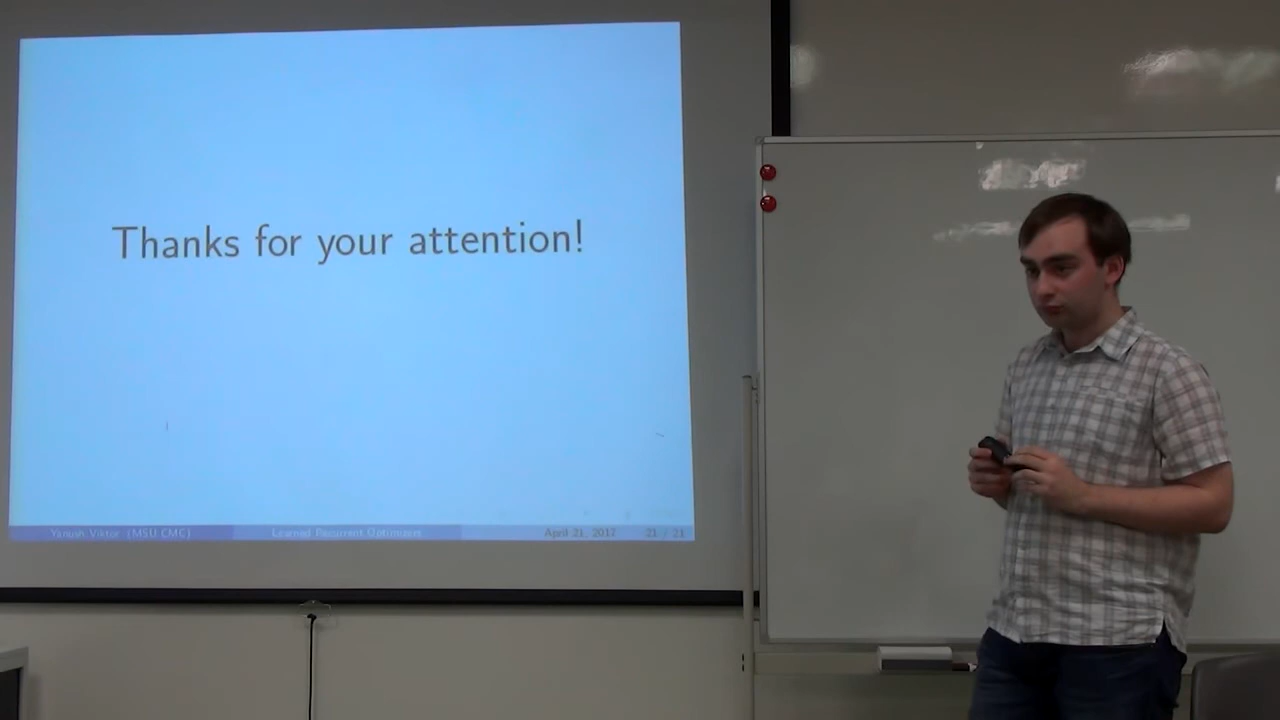 Thanks for your attention!
Yanush Viktor (MSU CMC) Learned Recurrent Optimizers April 21, 2017 21 / 21